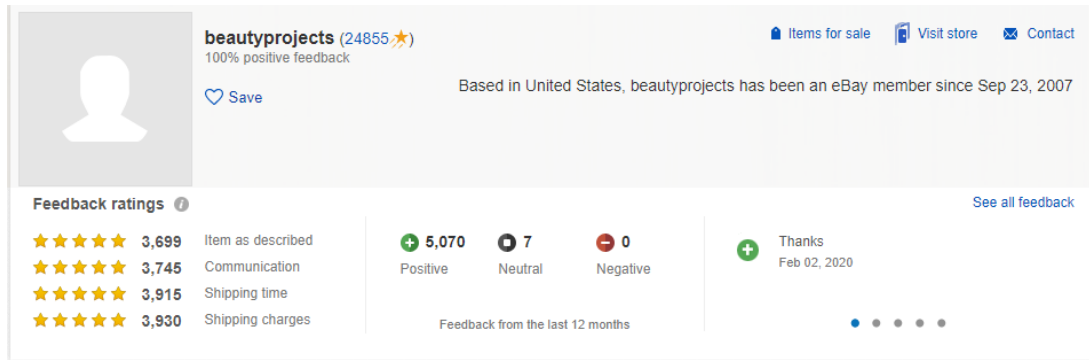 beautyprojects (24855)
100% positive feedback
Save
Items for sale
Visit store
Contact
Based in United States, beautyprojects has been an eBay member since Sep 23, 2007
Feedback ratings i
See all feedback
3,699 Item as described
3,745 Communication
3,915 Shipping time
3,930 Shipping charges
5,070
Positive
7
Neutral
0
Negative
Feedback from the last 12 months
Thanks
Feb 02, 2020